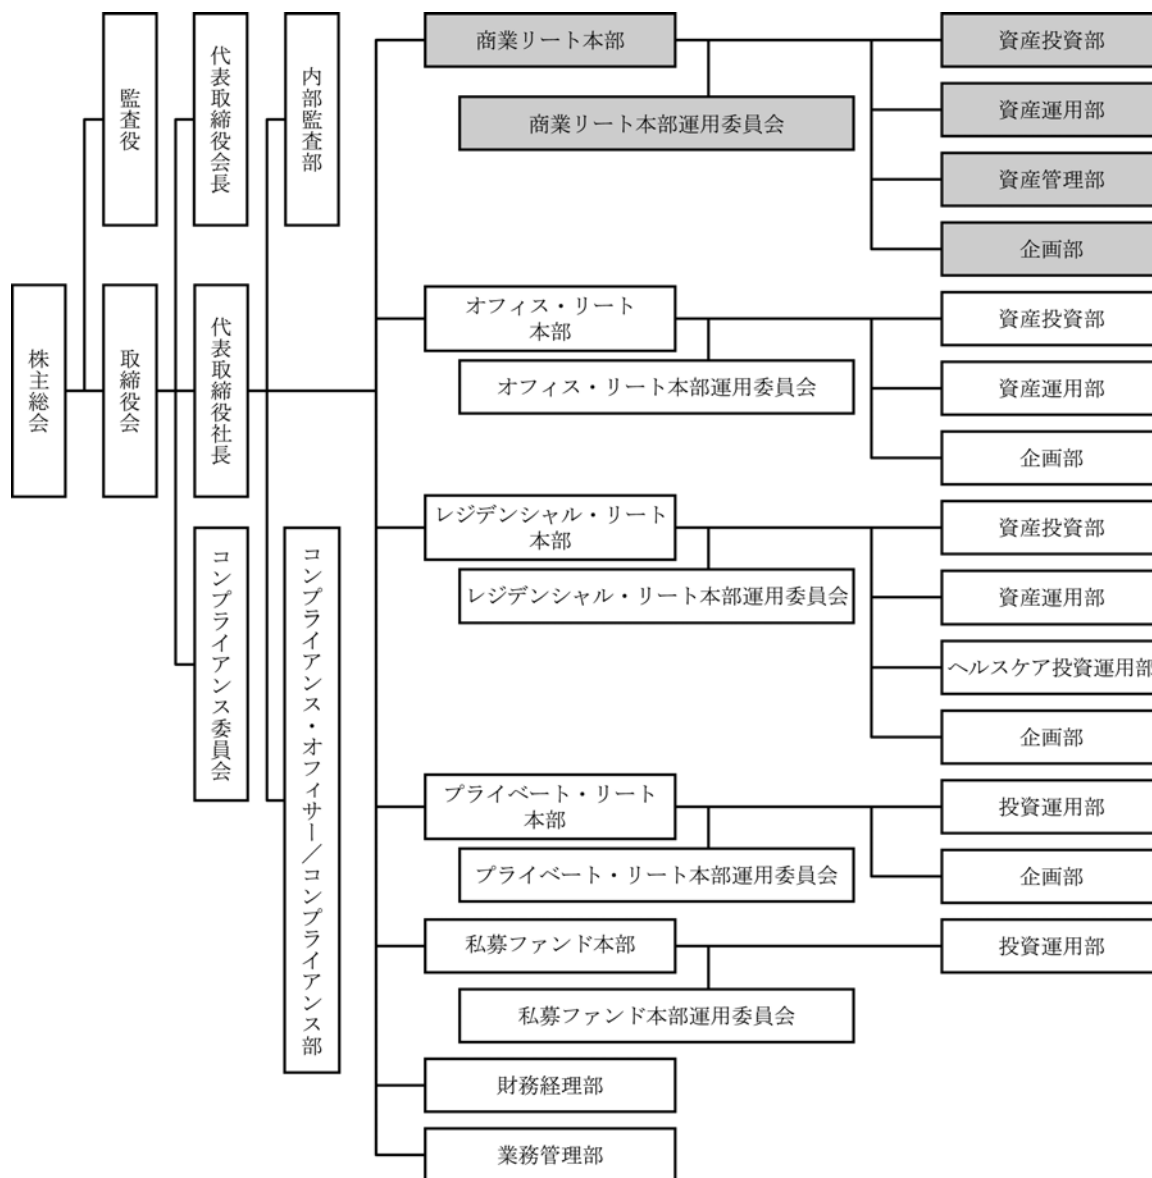 株主総会
監査役
取締役会
代表取締役会長
代表取締役社長
コンプライアンス委員会
内部監査部
コンプライアンス・オフィサー／コンプライアンス部
商業リート本部
商業リート本部運用委員会
資産投資部
資産運用部
資産管理部
企画部
オフィス・リート
本部
オフィス・リート本部運用委員会
資産投資部
資産運用部
企画部
レジデンシャル・リート
本部
レジデンシャル・リート本部運用委員会
資産投資部
資産運用部
ヘルスケア投資運用部
企画部
プライベート・リート
本部
プライベート・リート本部運用委員会
投資運用部
企画部
私募ファンド本部
私募ファンド本部運用委員会
投資運用部
財務経理部
業務管理部